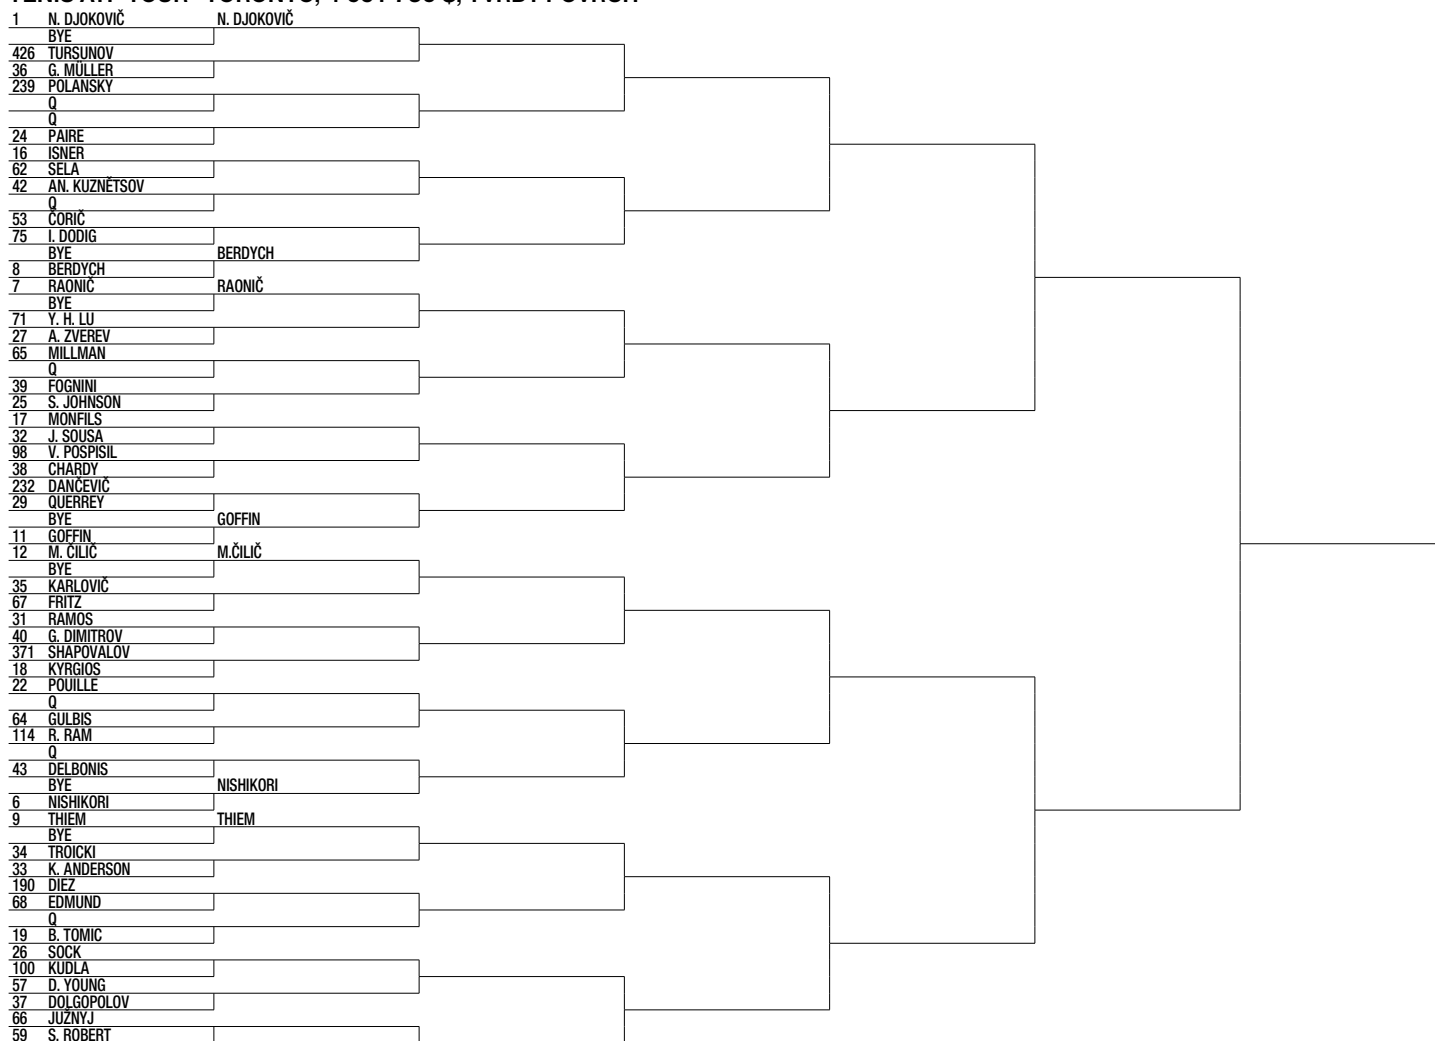 1 N. DJOKOVIČ N. DJOKOVIČ
BYE
426 TURSUNOV
36 G. MÜLLER
239 POLANSKY
Q
Q
24 PAIRE
16 ISNER
62 SELA
42 AN. KUZNĚTSOV
Q
53 ČORIČ
75 I. DODIG
BYE BERDYCH
8 BERDYCH
7 RAONIČ RAONIČ
BYE
71 Y. H. LU
27 A. ZVEREV
65 MILLMAN
Q
39 FOGNINI
25 S. JOHNSON
17 MONFILS
32 J. SOUSA
98 V. POSPISIL
38 CHARDY
232 DANČEVIČ
29 QUERREY
BYE GOFFIN
11 GOFFIN
12 M. ČILIČ M.ČILIČ
BYE
35 KARLOVIČ
67 FRITZ
31 RAMOS
40 G. DIMITROV
371 SHAPOVALOV
18 KYRGIOS
22 POUILLE
Q
64 GULBIS
114 R. RAM
Q
43 DELBONIS
BYE NISHIKORI
6 NISHIKORI
9 THIEM THIEM
BYE
34 TROICKI
33 K. ANDERSON
190 DIEZ
68 EDMUND
Q
19 B. TOMIC
26 SOCK
100 KUDLA
57 D. YOUNG
37 DOLGOPOLOV
66 JUŽNYJ
59 S. ROBERT